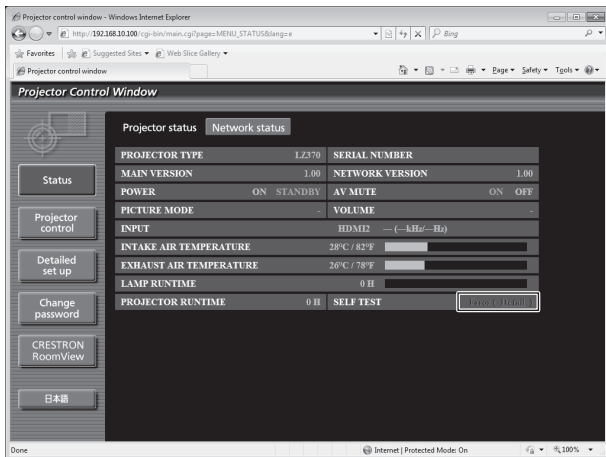 Projector control window - Windows Internet Explorer
http://192.168.10.100/cgi-bin/main.cgi?page=MENU_STATUS&lang=e
Bing
Favorites Suggested Sites Web Slice Gallery
Projector control window Page Safety Tools
Projector Control Window
Projector status Network status
PROJECTOR TYPE LZ370 SERIAL NUMBER
MAIN VERSION 1.00 NETWORK VERSION 1.00
POWER ON STANDBY AV MUTE ON OFF
PICTURE MODE - VOLUME -
INPUT HDMI2 ---(---kHz/---Hz)
INTAKE AIR TEMPERATURE 28°C / 82°F
EXHAUST AIR TEMPERATURE 26°C / 78°F
LAMP RUNTIME 0 H
PROJECTOR RUNTIME 0 H SELF TEST
Status
Projector control
Detailed set up
Change password
CRESTRON RoomView
日本語
Done Internet | Protected Mode: On 100%